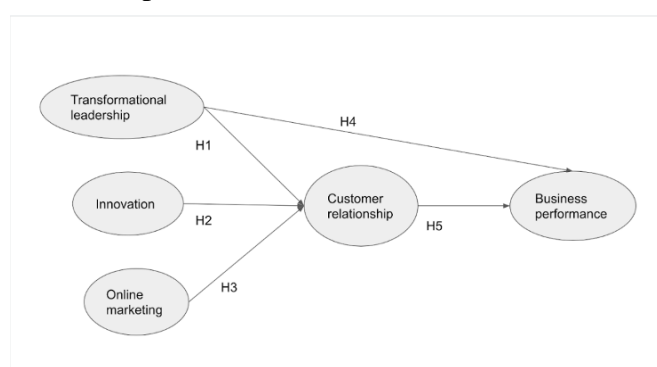 Transformational
leadership
H4
H1
Innovation
H2
Customer
relationship
H5
Business
performance
Online
marketing
H3